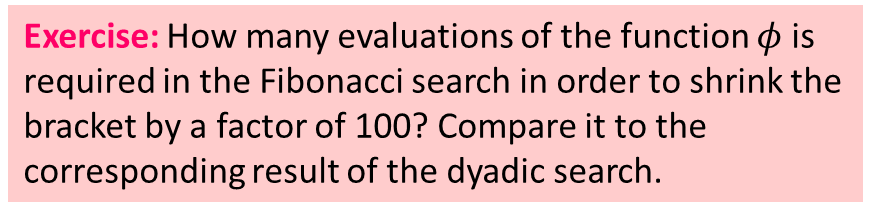 Exercise: How many evaluations of the function ϕ is
required in the Fibonacci search in order to shrink the
bracket by a factor of 100? Compare it to the
corresponding result of the dyadic search.